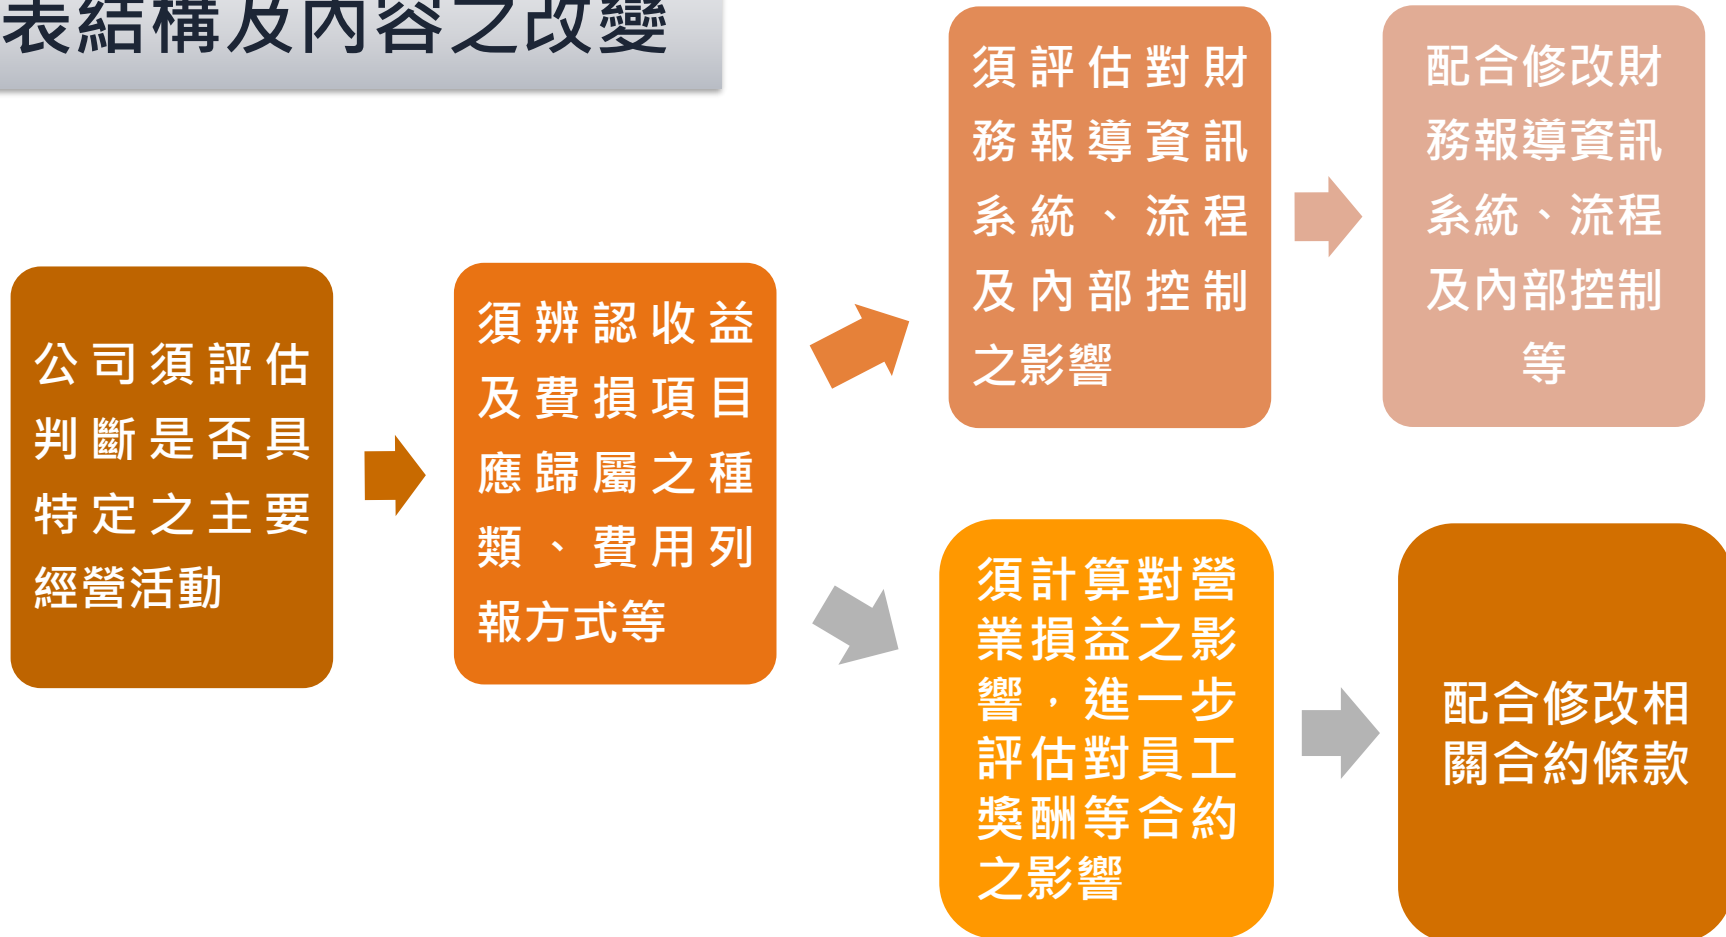 表結構及內容之改變
公司須評估
判斷是否具
特定之主要
經營活動
須辨認收益
及費損項目
應歸屬之種
類、費用列
報方式等
須評估對財
務報導資訊
系統、流程
及內部控制
之影響
配合修改財
務報導資訊
系統、流程
及內部控制
等
須計算對營
業損益之影
響，進一步
評估對員工
獎酬等合約
之影響
配合修改相
關合約條款